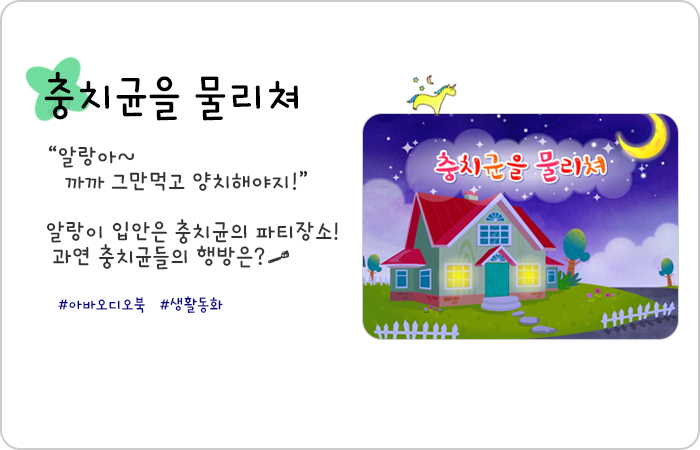 충치균을 물리쳐
“알랑아~
까까 그만먹고 양치해야지!”
알랑이 입안은 충치균의 파티장소!
과연 충치균들의 행방은?
#아바오디오북 #생활동화
충치균을 물리쳐